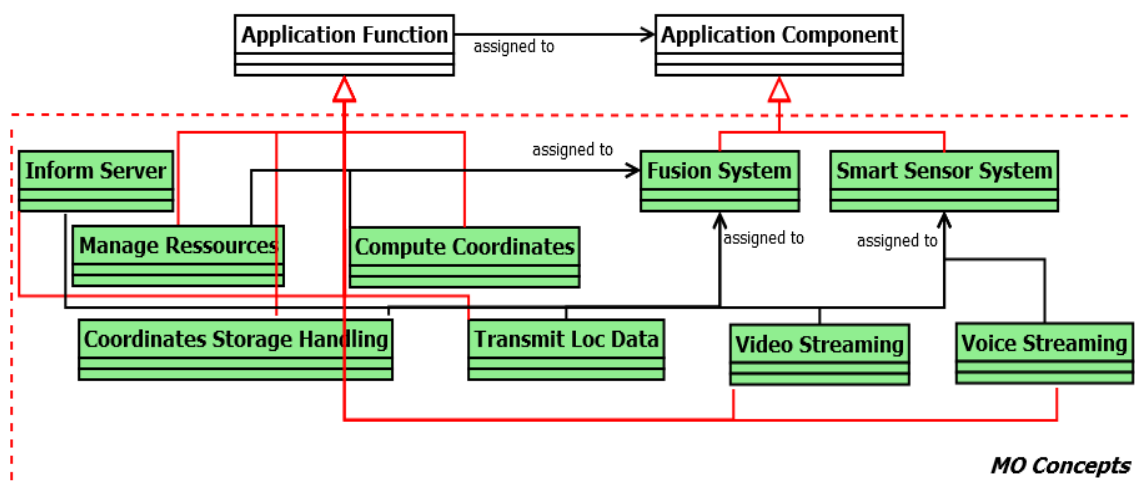 Application Function
assigned to
Application Component
assigned to
Inform Server
Fusion System
Smart Sensor System
Manage Ressources
Compute Coordinates
assigned to
assigned to
Coordinates Storage Handling
Transmit Loc Data
Video Streaming
Voice Streaming
MO Concepts